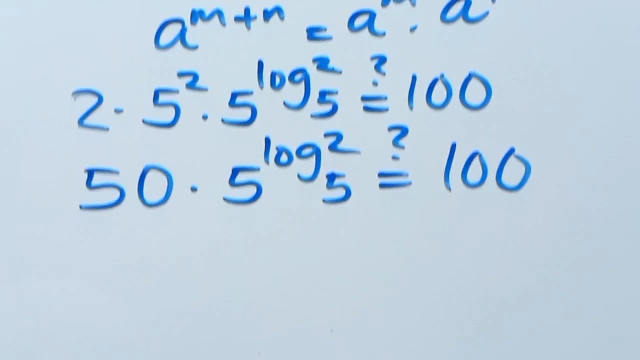 a^{m+n} = a^m · a
2 · 5^2 · 5^{log_5 2} ≟ 100
50 · 5^{log_5 2} ≟ 100